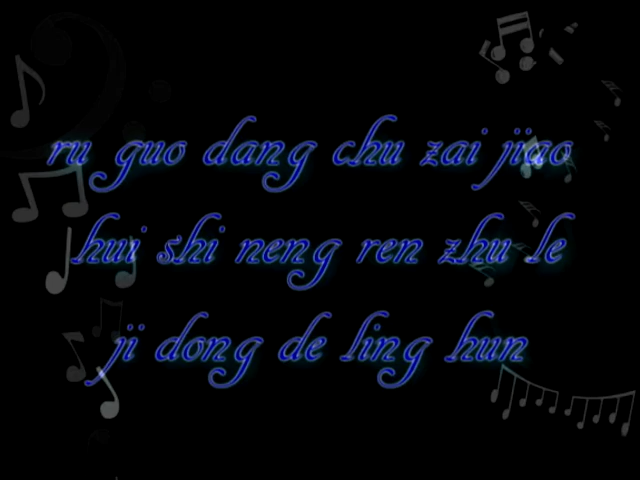 ru guo dang chu zai jiao
hui shi neng ren zhu le
ji dong de ling hun